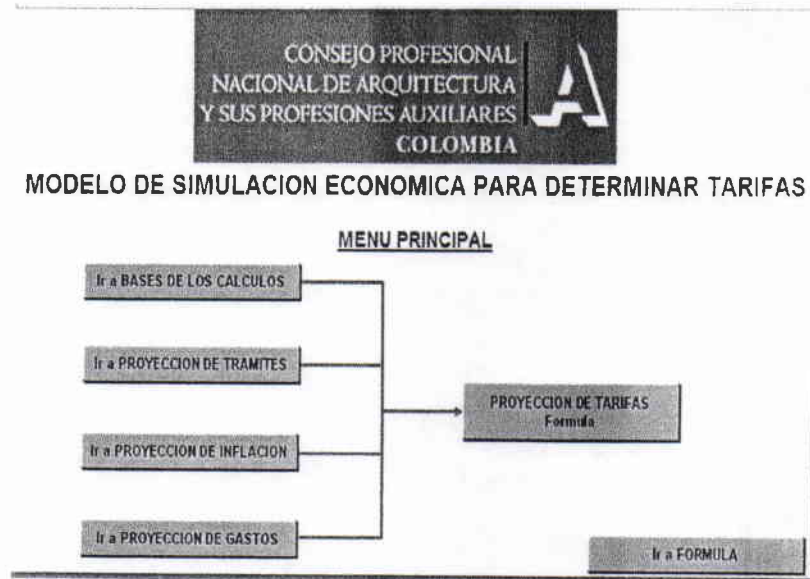 CONSEJO PROFESIONAL
NACIONAL DE ARQUITECTURA
Y SUS PROFESIONES AUXILIARES
COLOMBIA
MODELO DE SIMULACION ECONOMICA PARA DETERMINAR TARIFAS
MENU PRINCIPAL
Ir a BASES DE LOS CALCULOS
Ir a PROYECCION DE TRAMITES
PROYECCION DE TARIFAS
Formula
Ir a PROYECCION DE INFLACION
Ir a PROYECCION DE GASTOS
Ir a FORMULA